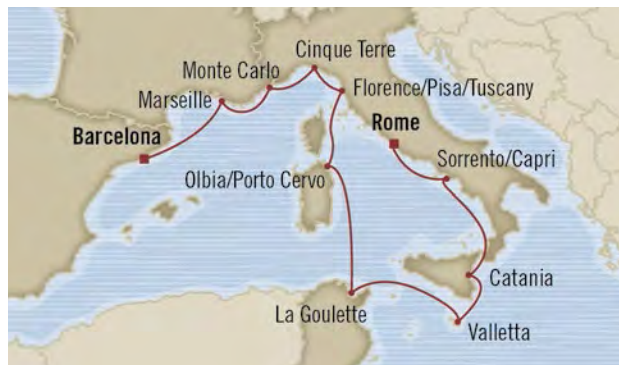 Cinque Terre
Monte Carlo
Marseille
Florence/Pisa/Tuscany
Barcelona
Rome
Sorrento/Capri
Olbia/Porto Cervo
Catania
La Goulette
Valletta